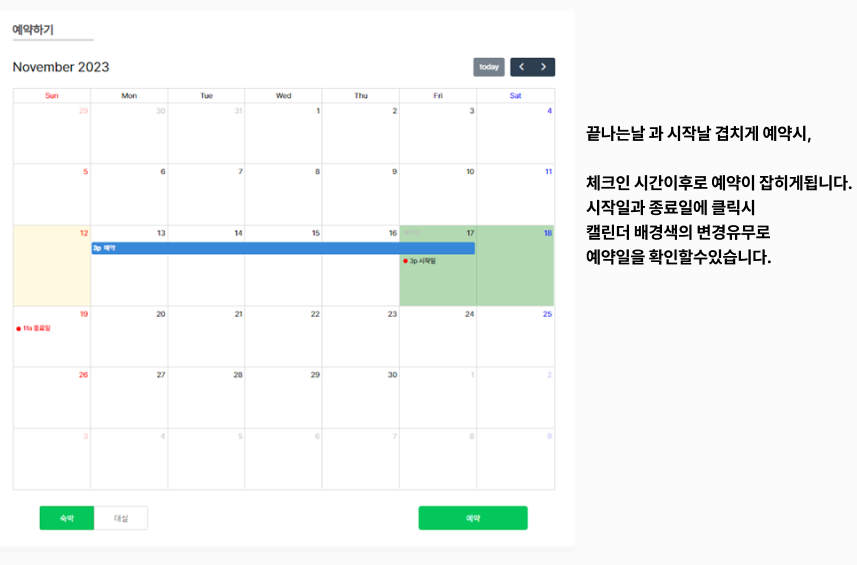 예약하기
November 2023
today
Sun Mon Tue Wed Thu Fri Sat
29 30 31 1 2 3 4
5 6 7 8 9 10 11
12 13 14 15 16 17 18
3p 예약
3p 시작일
19 20 21 22 23 24 25
11a 종료일
26 27 28 29 30 1 2
3 4 5 6 7 8 9
숙박 대실 예약
끝나는날 과 시작날 겹치게 예약시,
체크인 시간이후로 예약이 잡히게됩니다.
시작일과 종료일에 클릭시
캘린더 배경색의 변경유무로
예약일을 확인할수있습니다.